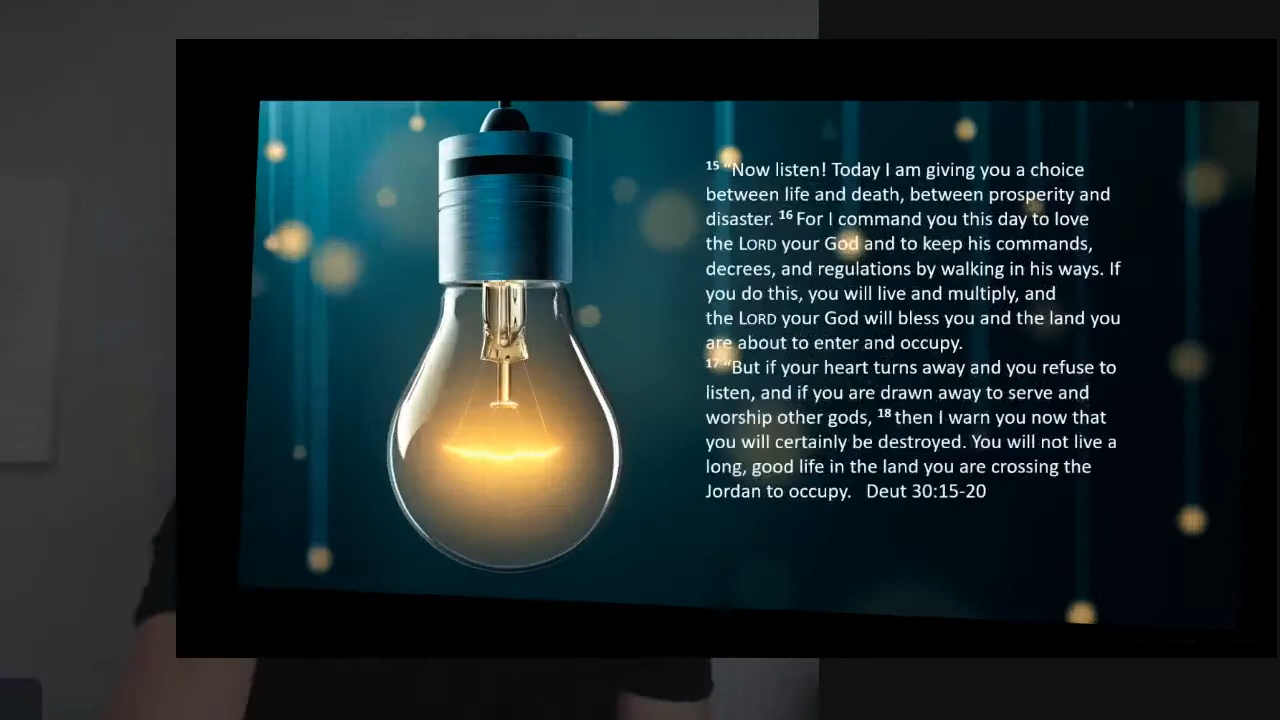 15 “Now listen! Today I am giving you a choice
between life and death, between prosperity and
disaster. 16 For I command you this day to love
the LORD your God and to keep his commands,
decrees, and regulations by walking in his ways. If
you do this, you will live and multiply, and
the LORD your God will bless you and the land you
are about to enter and occupy.
17 “But if your heart turns away and you refuse to
listen, and if you are drawn away to serve and
worship other gods, 18 then I warn you now that
you will certainly be destroyed. You will not live a
long, good life in the land you are crossing the
Jordan to occupy. Deut 30:15-20